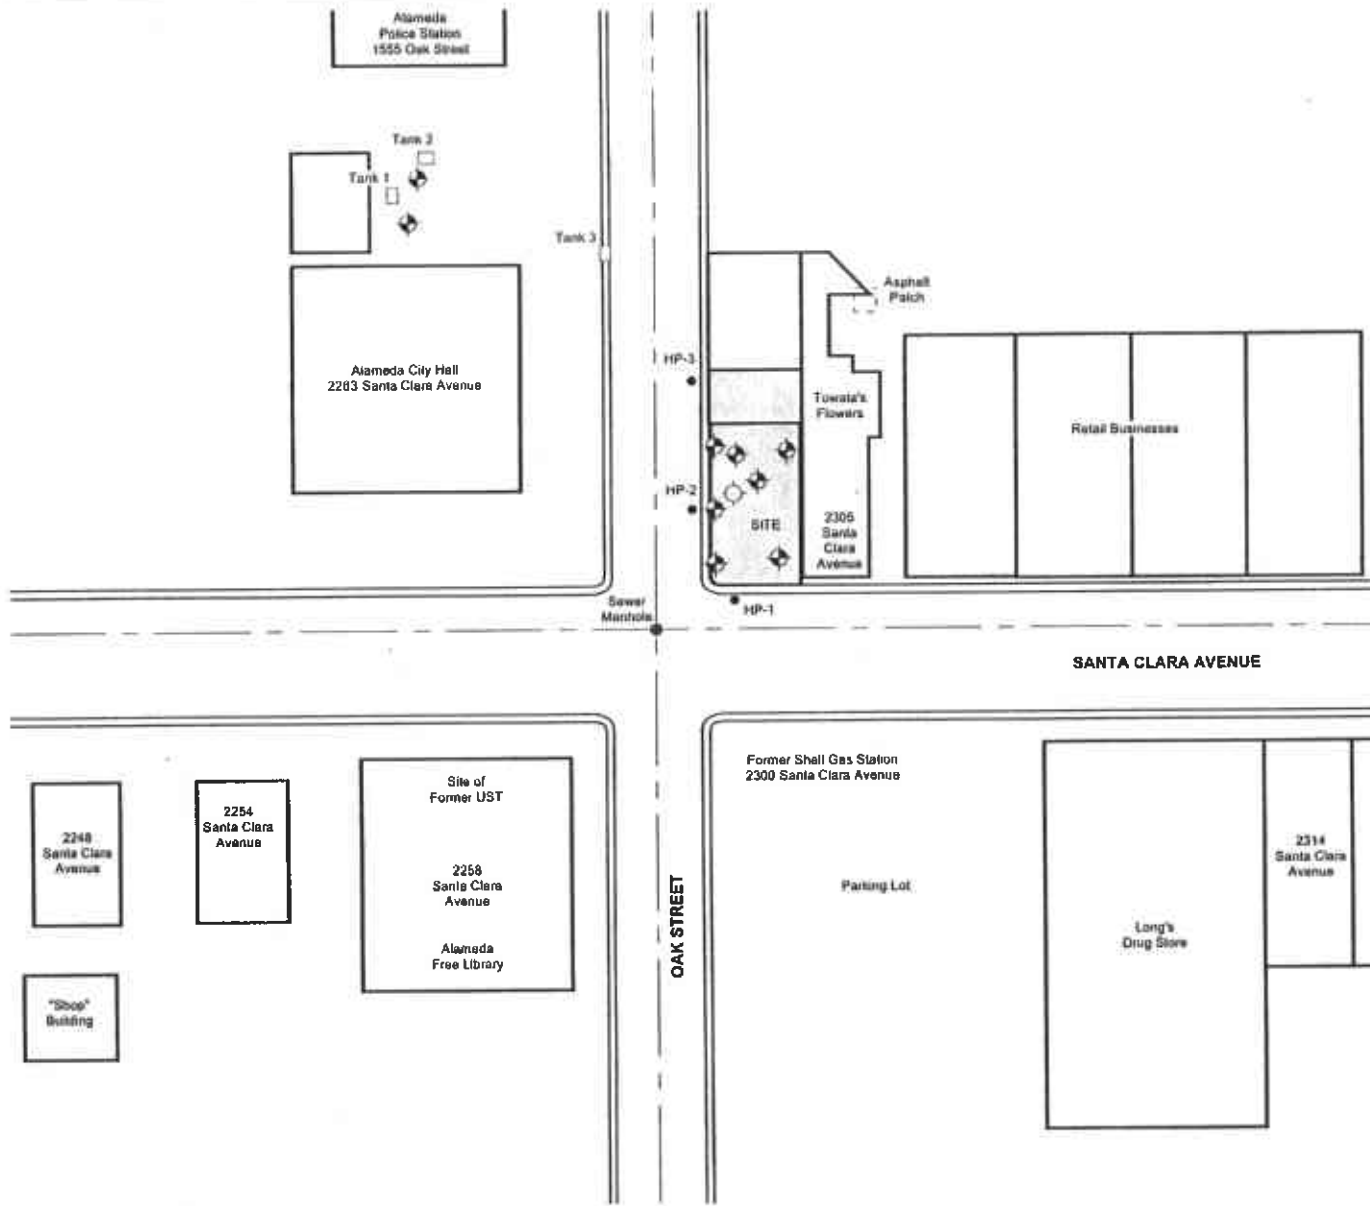 Alameda
Police Station
1555 Oak Street
Tank 2
Tank 1
Tank 3
Asphalt
Patch
HP-3
Alameda City Hall
2263 Santa Clara Avenue
Towata's
Flowers
Retail Businesses
HP-2
SITE
2305
Santa
Clara
Avenue
Sewer
Manhole
HP-1
SANTA CLARA AVENUE
Former Shell Gas Station
2300 Santa Clara Avenue
Site of
Former UST
2248
Santa Clara
Avenue
2254
Santa Clara
Avenue
2258
Santa Clara
Avenue
2314
Santa Clara
Avenue
Parking Lot
OAK STREET
Alameda
Free Library
Long's
Drug Store
"Shop"
Building